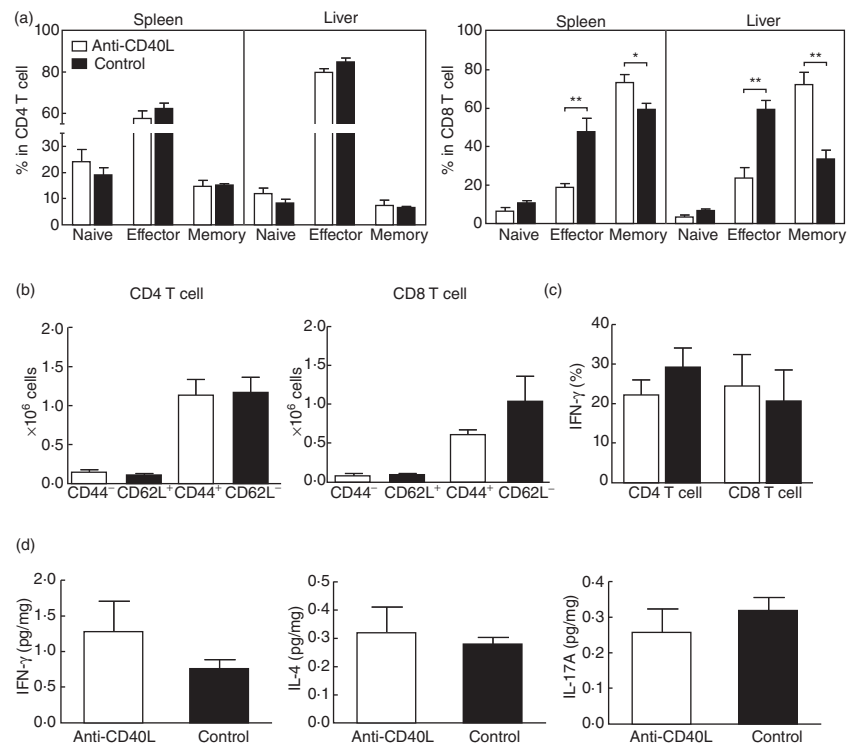 (a)
Spleen
Liver
100
80
60
20
10
0
% in CD4 T cell
Anti-CD40L
Control
Naive Effector Memory Naive Effector Memory
Spleen
Liver
100
80
60
40
20
0
% in CD8 T cell
** * ** **
Naive Effector Memory Naive Effector Memory
(b)
CD4 T cell
2·0
1·5
1·0
0·5
0·0
×10⁶ cells
CD44⁻ CD62L⁺ CD44⁺ CD62L⁻
CD8 T cell
2·0
1·5
1·0
0·5
0·0
×10⁶ cells
CD44⁻ CD62L⁺ CD44⁺ CD62L⁻
(c)
40
30
20
10
0
IFN-γ (%)
CD4 T cell CD8 T cell
(d)
2·0
1·5
1·0
0·5
0·0
IFN-γ (pg/mg)
Anti-CD40L Control
0·5
0·4
0·3
0·2
0·1
0·0
IL-4 (pg/mg)
Anti-CD40L Control
0·4
0·3
0·2
0·1
0·0
IL-17A (pg/mg)
Anti-CD40L Control